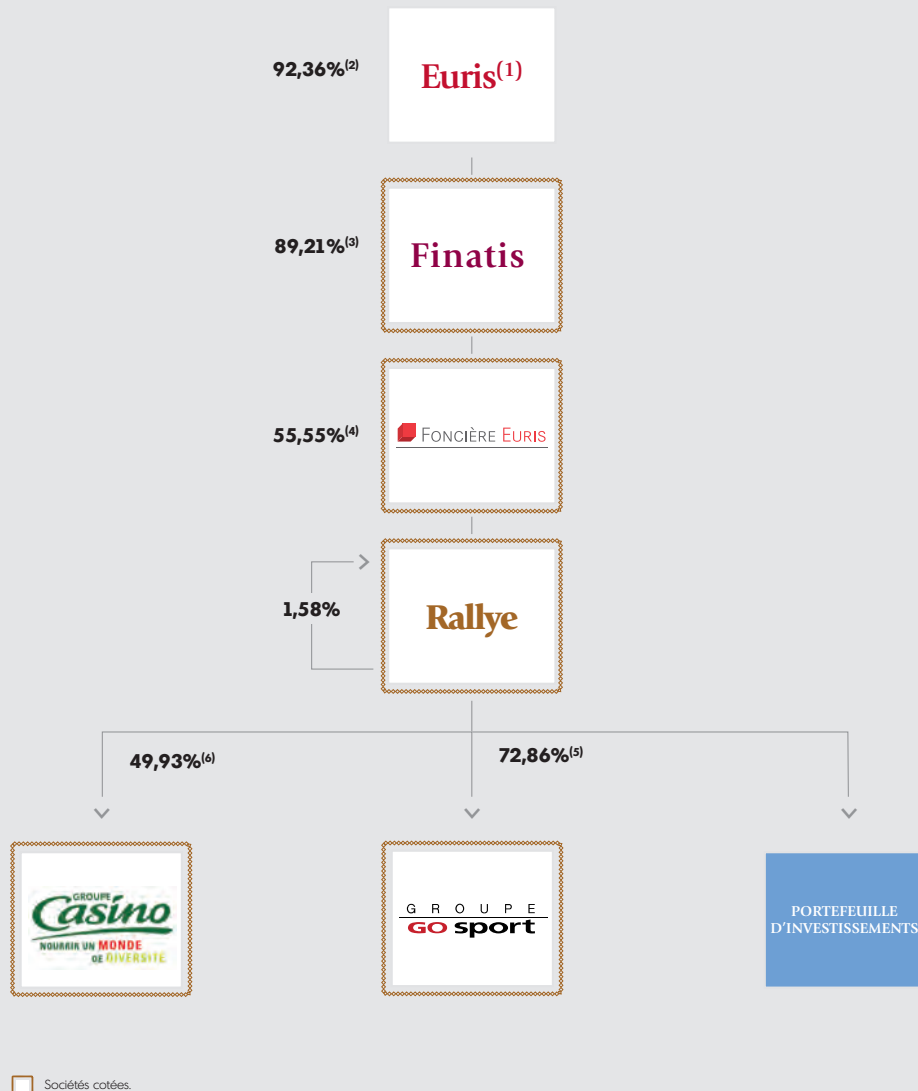 92,36%(2)
Euris(1)
89,21%(3)
Finatis
55,55%(4)
FONCIÈRE EURIS
1,58%
Rallye
49,93%(6)
72,86%(5)
GROUPE
Casino
NOURRIR UN MONDE
DE DIVERSITÉ
GROUPE
GO sport
PORTEFEUILLE
D'INVESTISSEMENTS
Sociétés cotées.